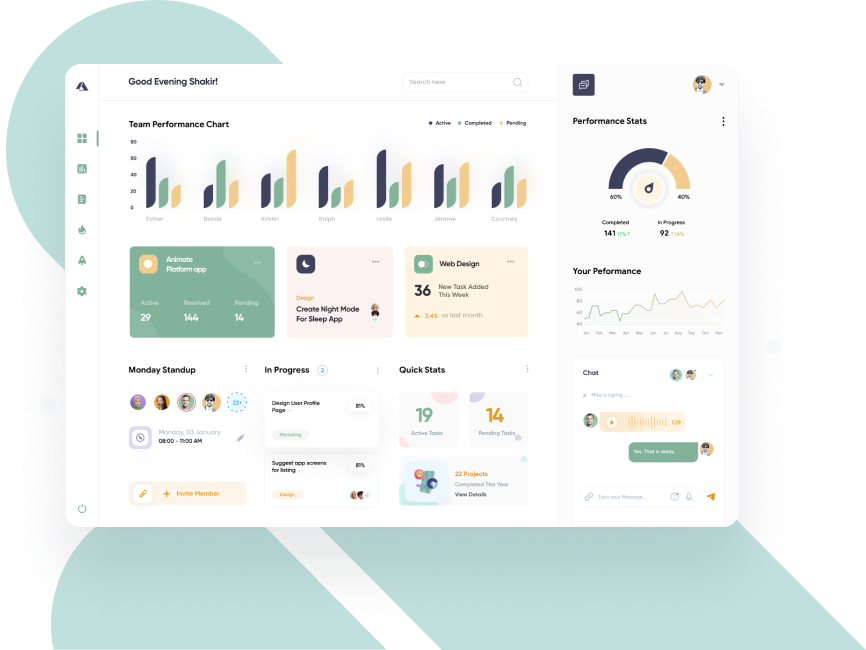 Good Evening Shakir!
Search here
Team Performance Chart
Active
Completed
Pending
80
60
40
20
0
Esther
Bessie
Kristin
Ralph
Leslie
Jerome
Courtney
Animate
Platform app
Active
Resolved
Pending
29
144
14
Design
Create Night Mode
For Sleep App
Web Design
36
New Task Added
This Week
3.4%
vs last month
Monday Standup
23+
Monday, 03 January
08:00 - 11:00 AM
Invite Member
In Progress
2
Design User Profile
Page
81%
Marketing
Suggest app screens
for listing
81%
Design
Quick Stats
19
Active Tasks
14
Pending Tasks
22 Projects
Completed This Year
View Details
Performance Stats
60%
40%
Completed
In Progress
141
17%
92
14%
Your Peformance
100
80
60
40
Jan
Feb
Mar
Apr
May
Jun
Jul
Aug
Sep
Oct
Nov
Chat
Mike is typing ...
1:29
Yes. That is ready.
Type your Message...